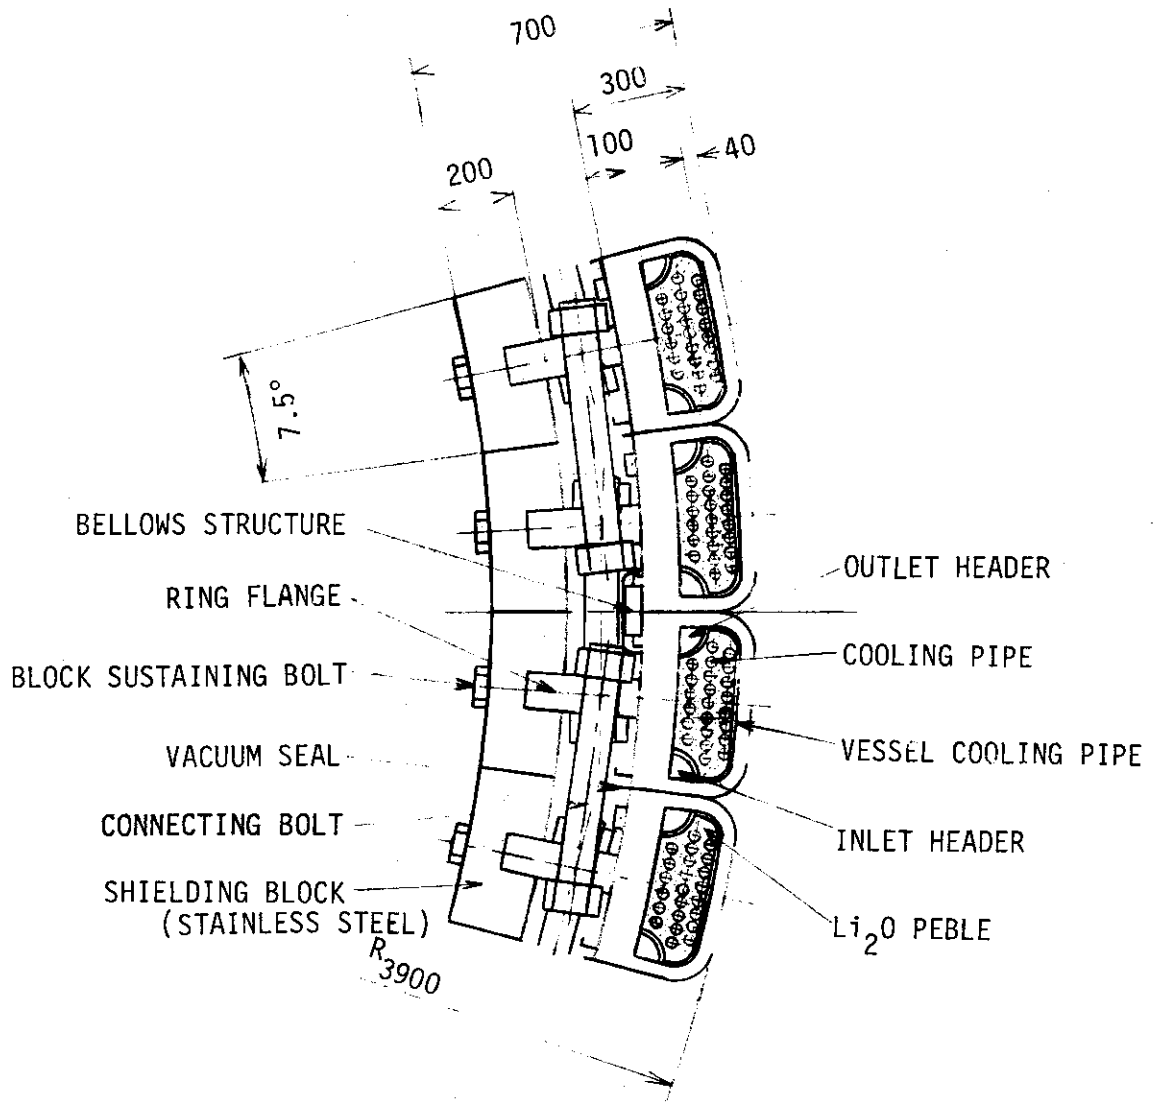 700
300
100
40
200
7.5°
BELLOWS STRUCTURE
OUTLET HEADER
RING FLANGE
COOLING PIPE
BLOCK SUSTAINING BOLT
VACUUM SEAL
VESSEL COOLING PIPE
CONNECTING BOLT
INLET HEADER
SHIELDING BLOCK
(STAINLESS STEEL)
Li₂O PEBLE
R3900